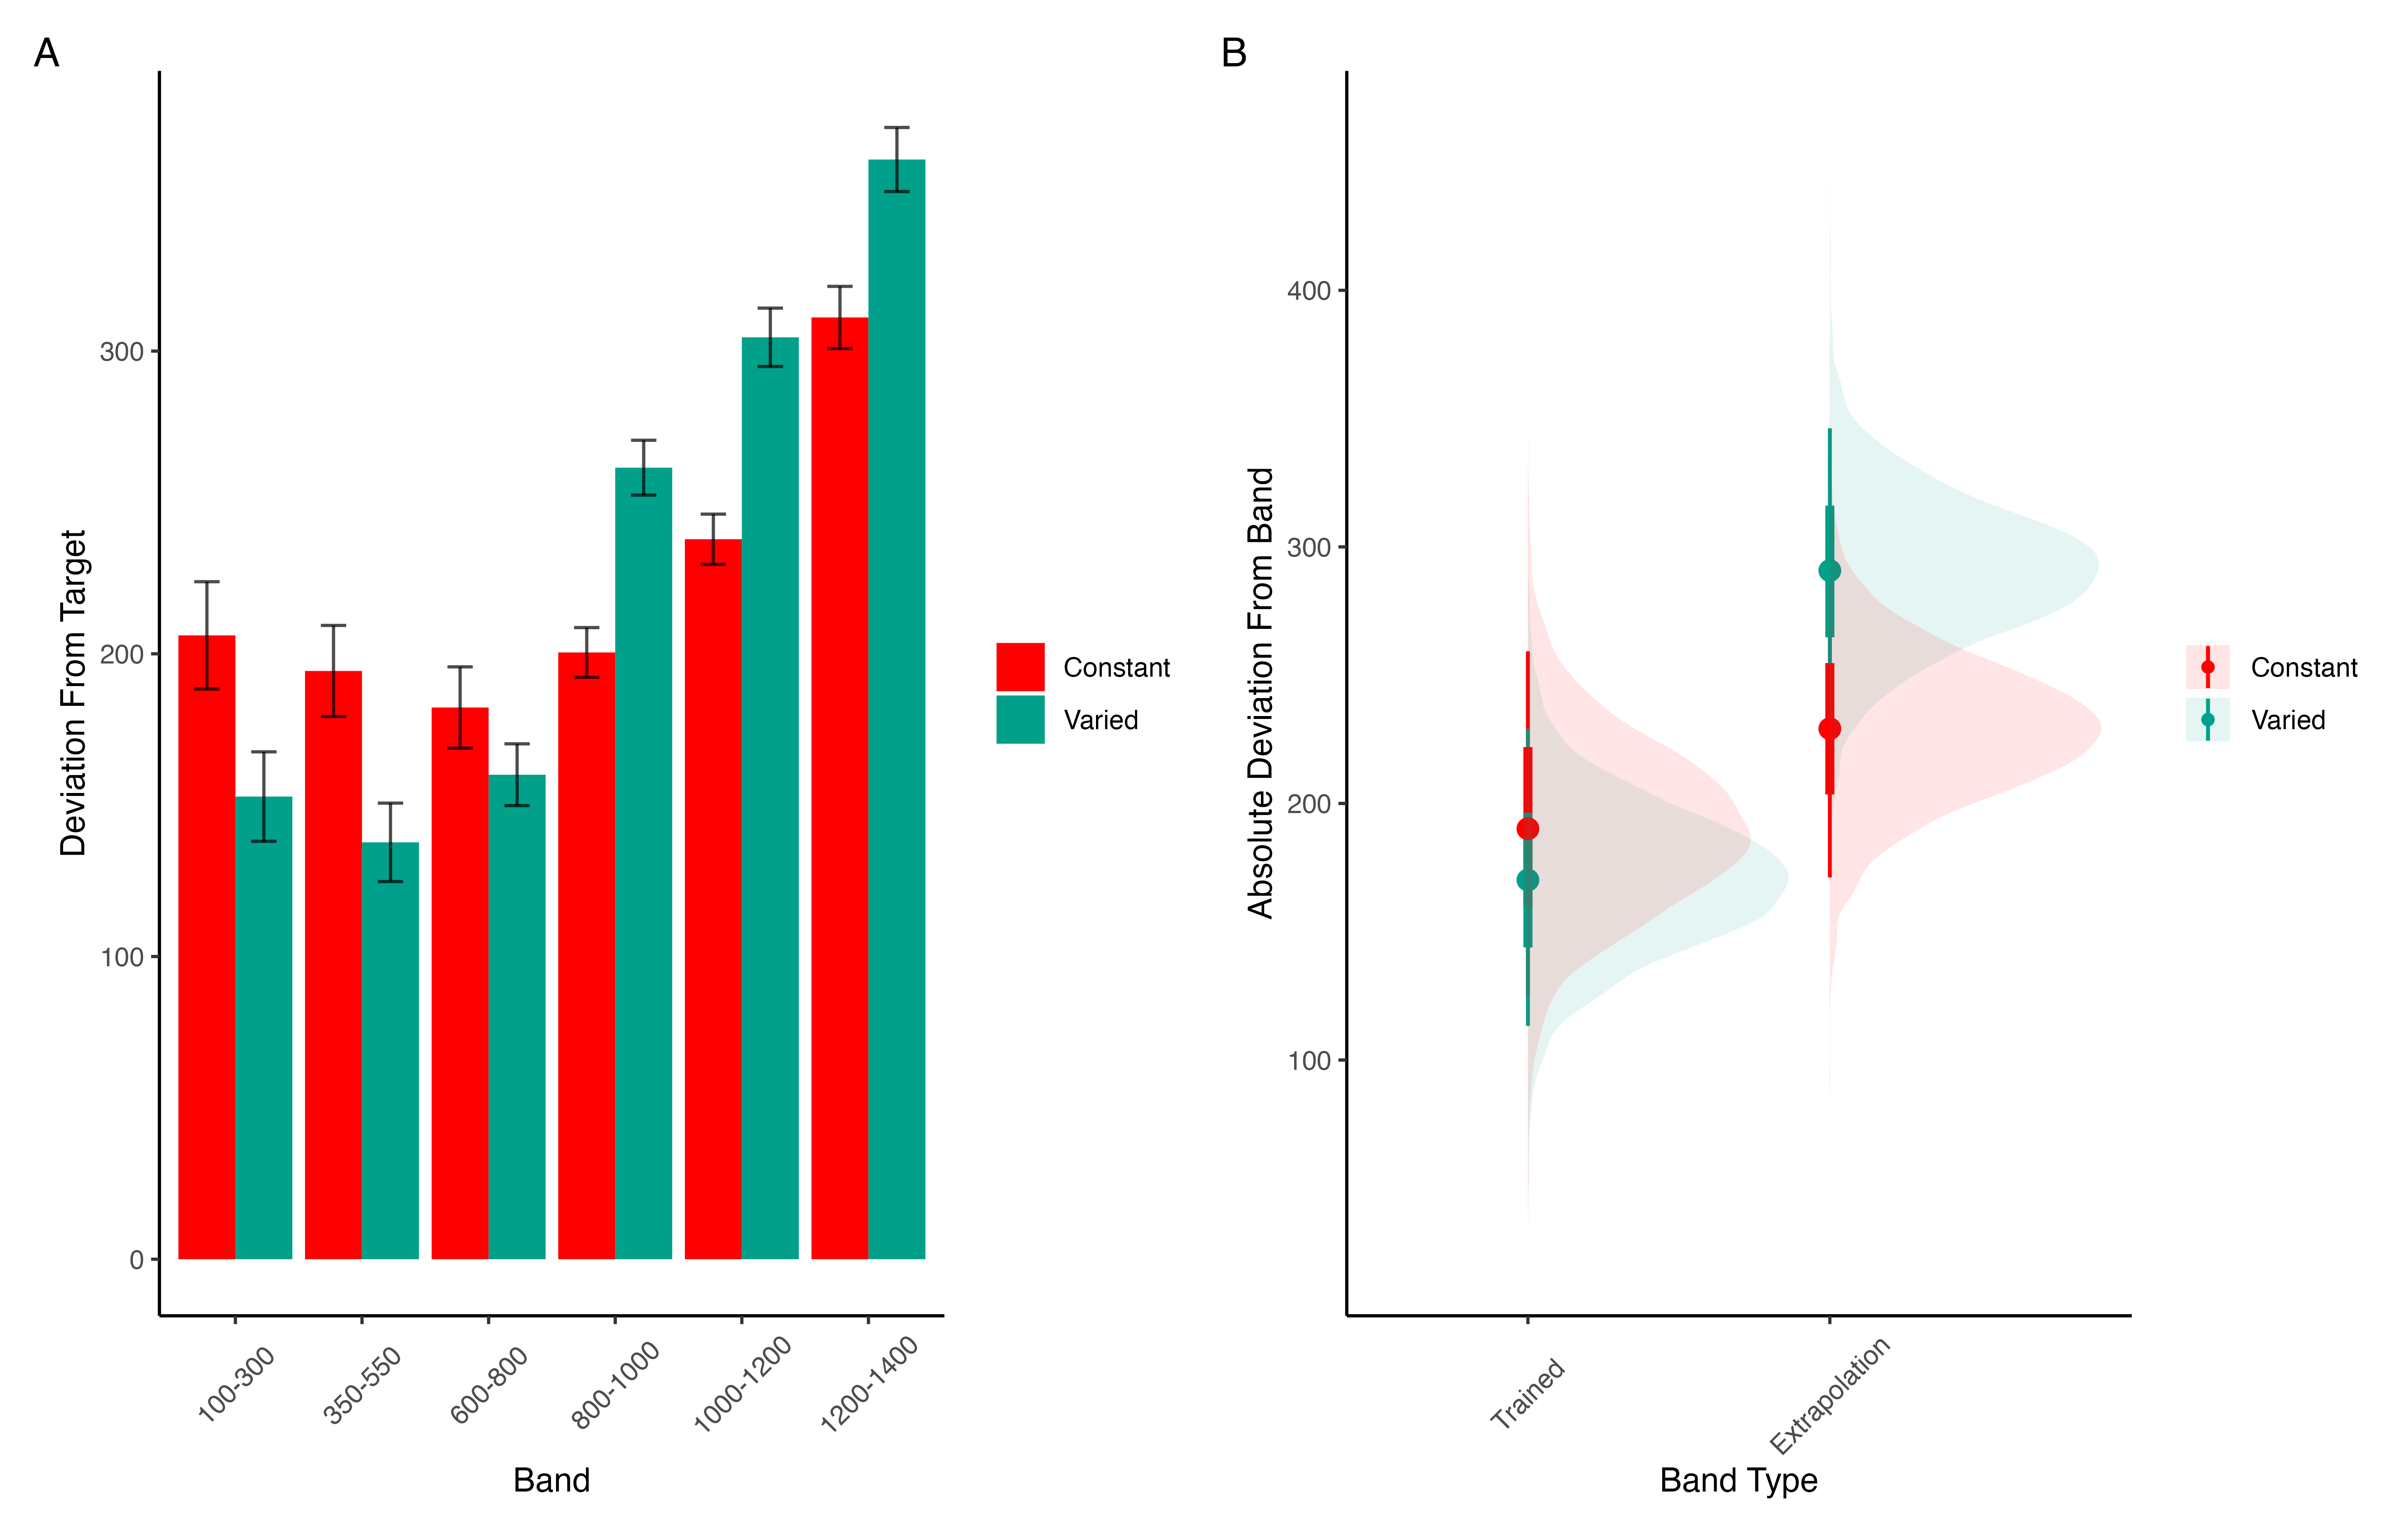 A
Deviation From Target
300
200
100
0
100-300
350-550
600-800
800-1000
1000-1200
1200-1400
Band
Constant
Varied
B
Absolute Deviation From Band
400
300
200
100
Trained
Extrapolation
Band Type
Constant
Varied